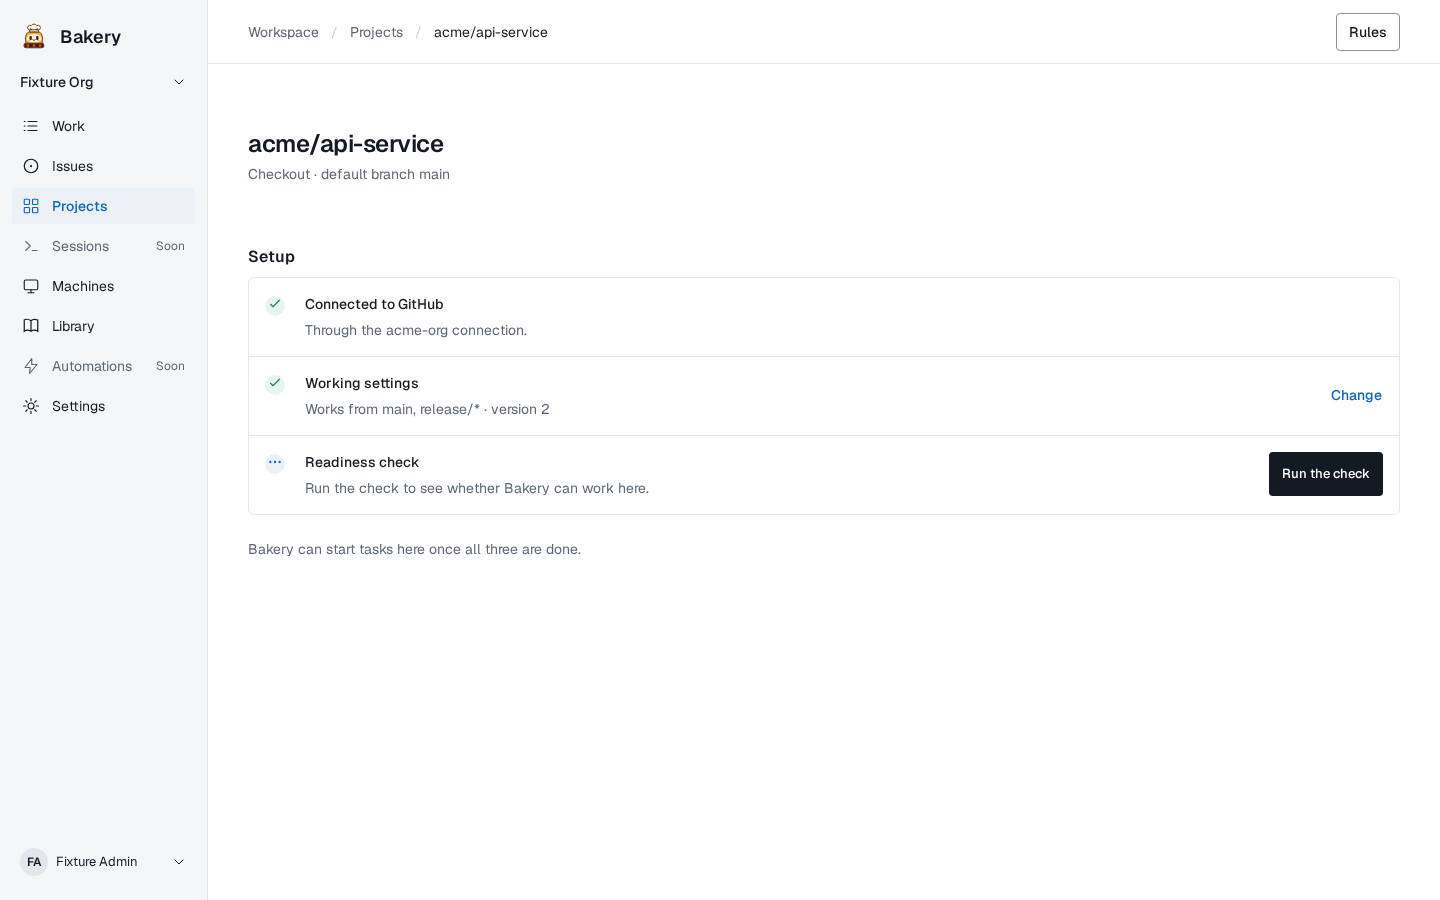 Bakery
Fixture Org
Work
Issues
Projects
Sessions Soon
Machines
Library
Automations Soon
Settings
FA Fixture Admin
Workspace / Projects / acme/api-service
Rules
acme/api-service
Checkout · default branch main
Setup
Connected to GitHub
Through the acme-org connection.
Working settings
Works from main, release/* · version 2
Change
Readiness check
Run the check to see whether Bakery can work here.
Run the check
Bakery can start tasks here once all three are done.